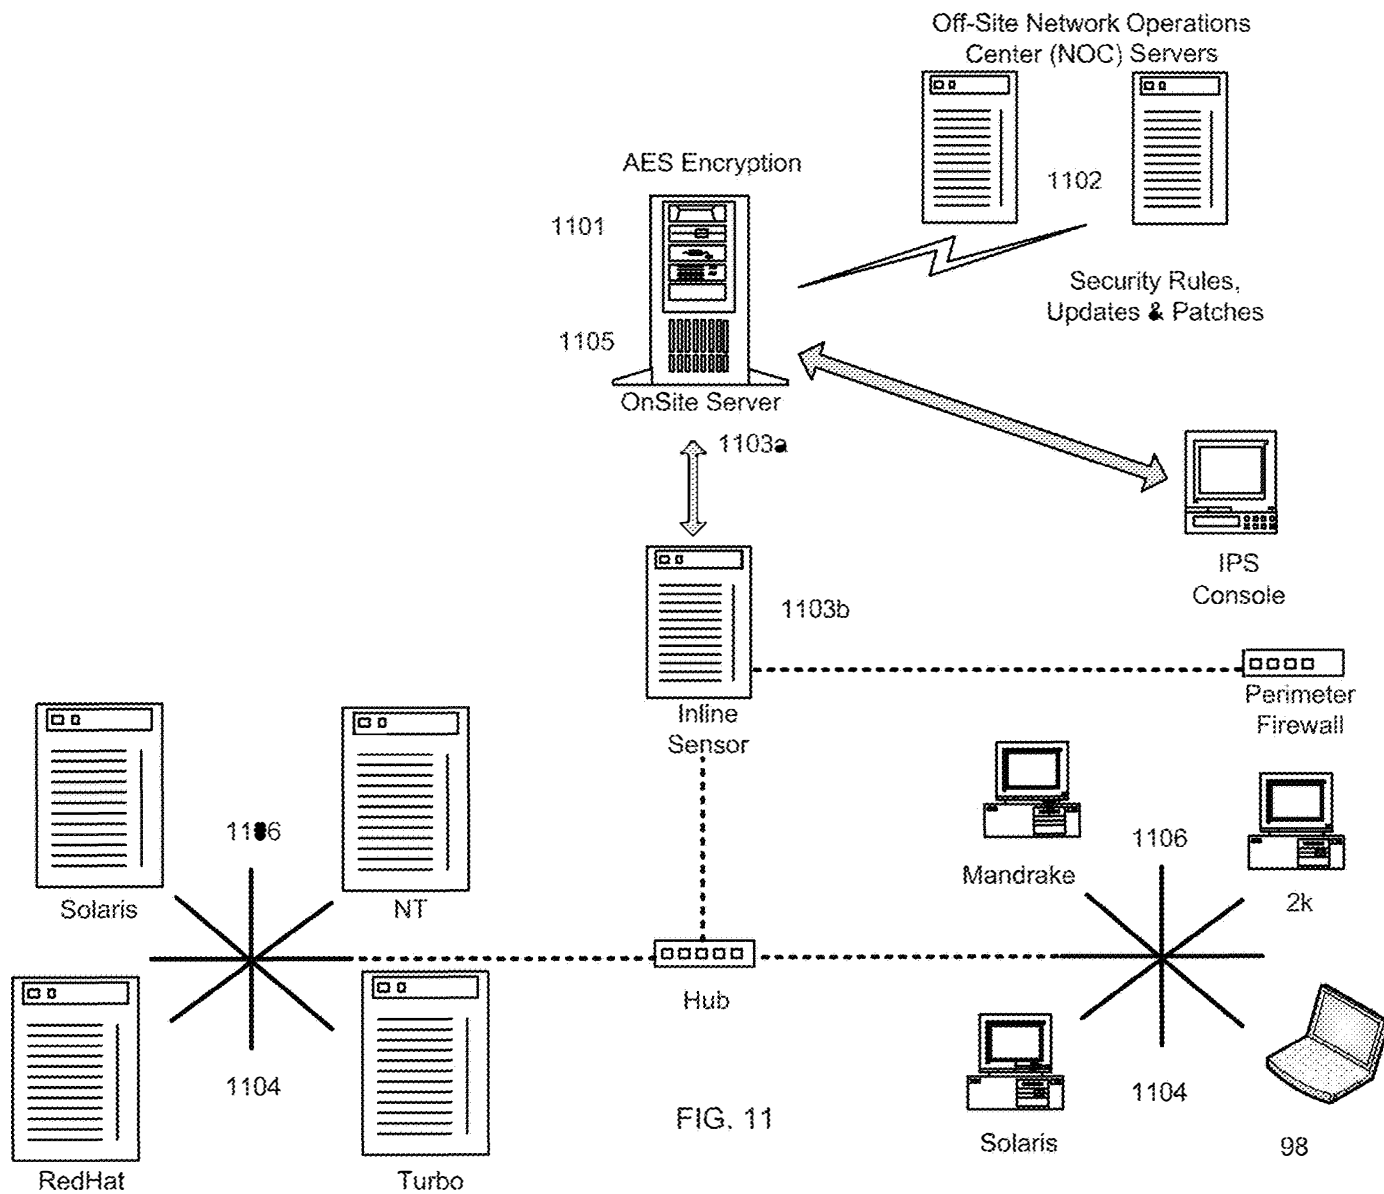 Off-Site Network Operations
Center (NOC) Servers
AES Encryption
1102
1101
Security Rules,
Updates & Patches
1105
OnSite Server
1103a
IPS
Console
1103b
Perimeter
Firewall
Inline
Sensor
1106
Mandrake
2k
Solaris
NT
Hub
1104
1104
Solaris
98
FIG. 11
RedHat
Turbo